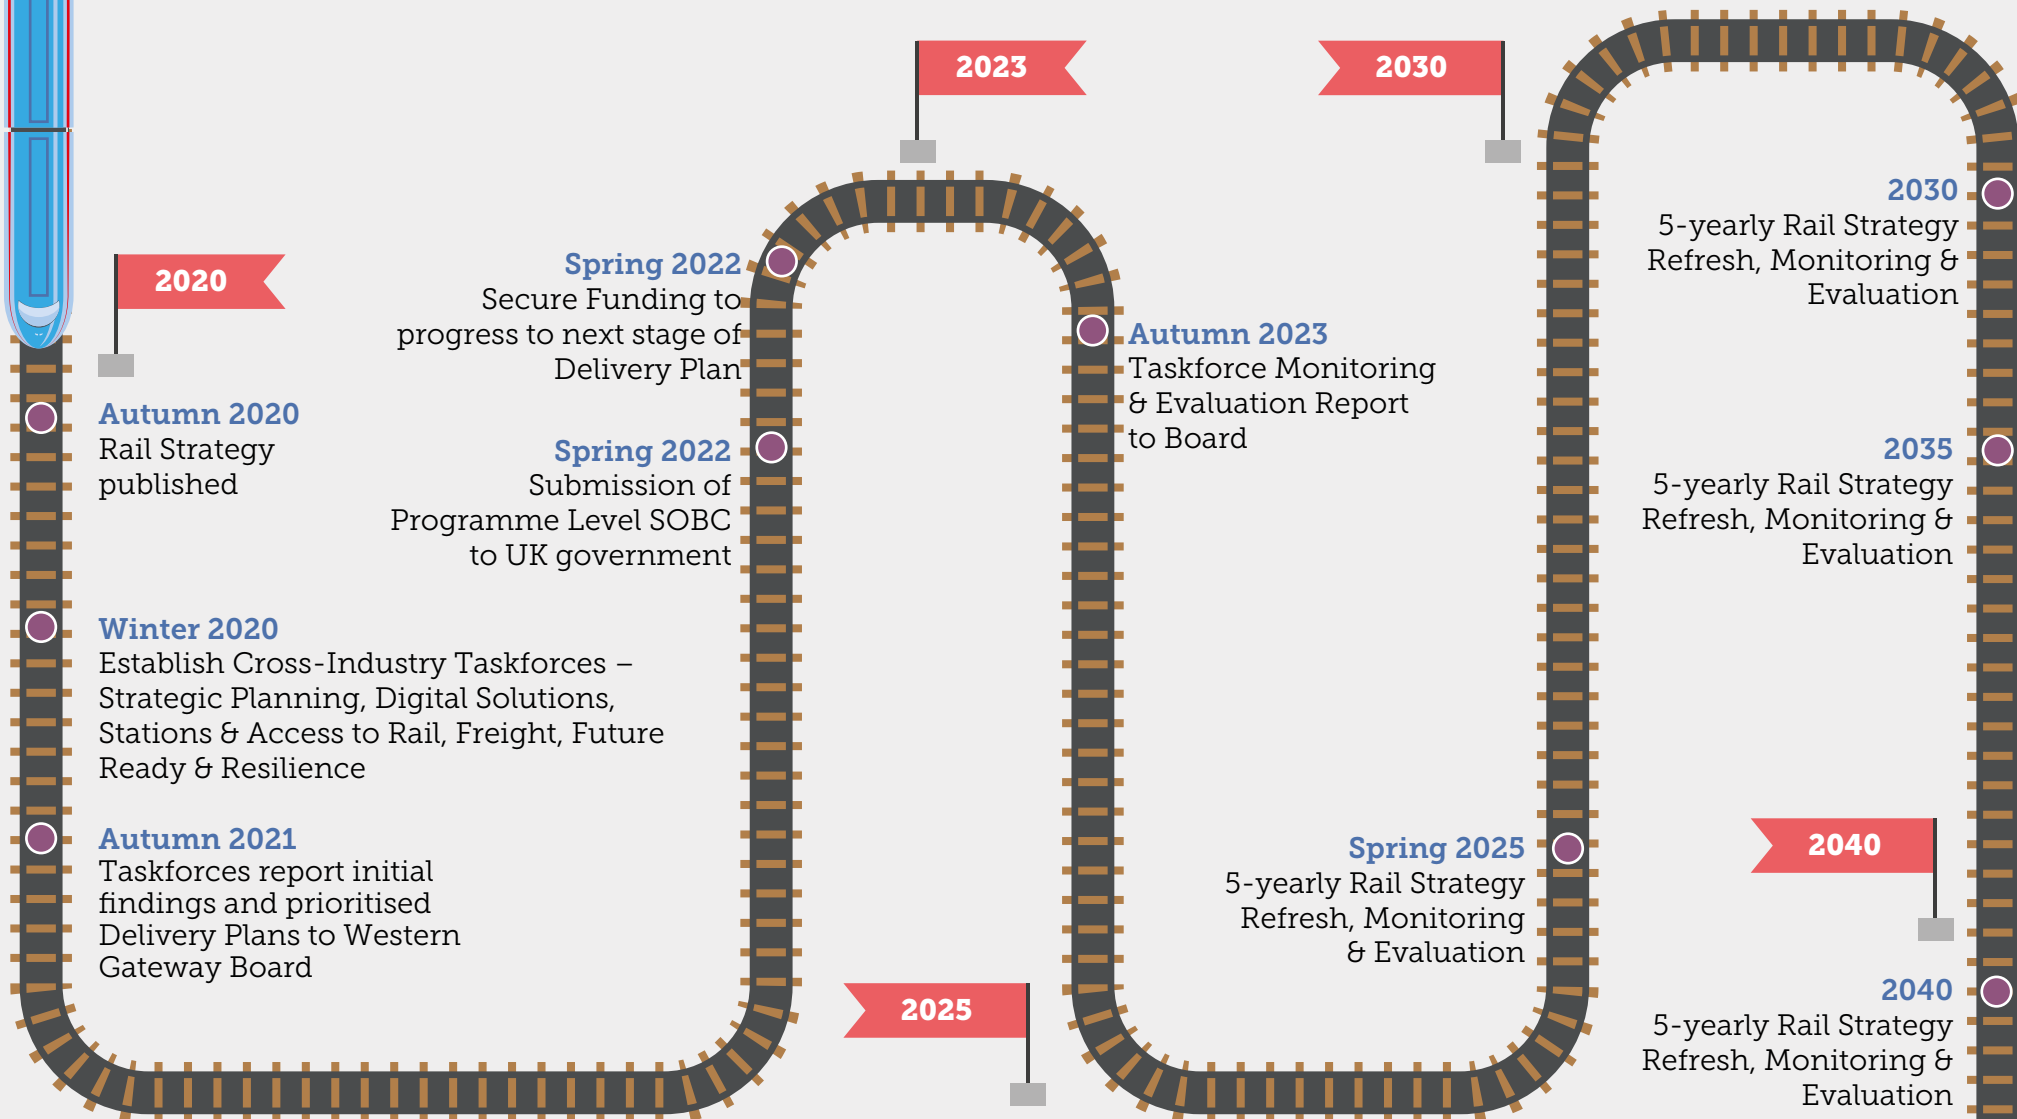 2020
Autumn 2020
Rail Strategy
published
Winter 2020
Establish Cross-Industry Taskforces –
Strategic Planning, Digital Solutions,
Stations & Access to Rail, Freight, Future
Ready & Resilience
Autumn 2021
Taskforces report initial
findings and prioritised
Delivery Plans to Western
Gateway Board
Spring 2022
Submission of
Programme Level SOBC
to UK government
Spring 2022
Secure Funding to
progress to next stage of
Delivery Plan
2023
Autumn 2023
Taskforce Monitoring
& Evaluation Report
to Board
2025
Spring 2025
5-yearly Rail Strategy
Refresh, Monitoring
& Evaluation
2030
2030
5-yearly Rail Strategy
Refresh, Monitoring &
Evaluation
2035
5-yearly Rail Strategy
Refresh, Monitoring &
Evaluation
2040
2040
5-yearly Rail Strategy
Refresh, Monitoring &
Evaluation